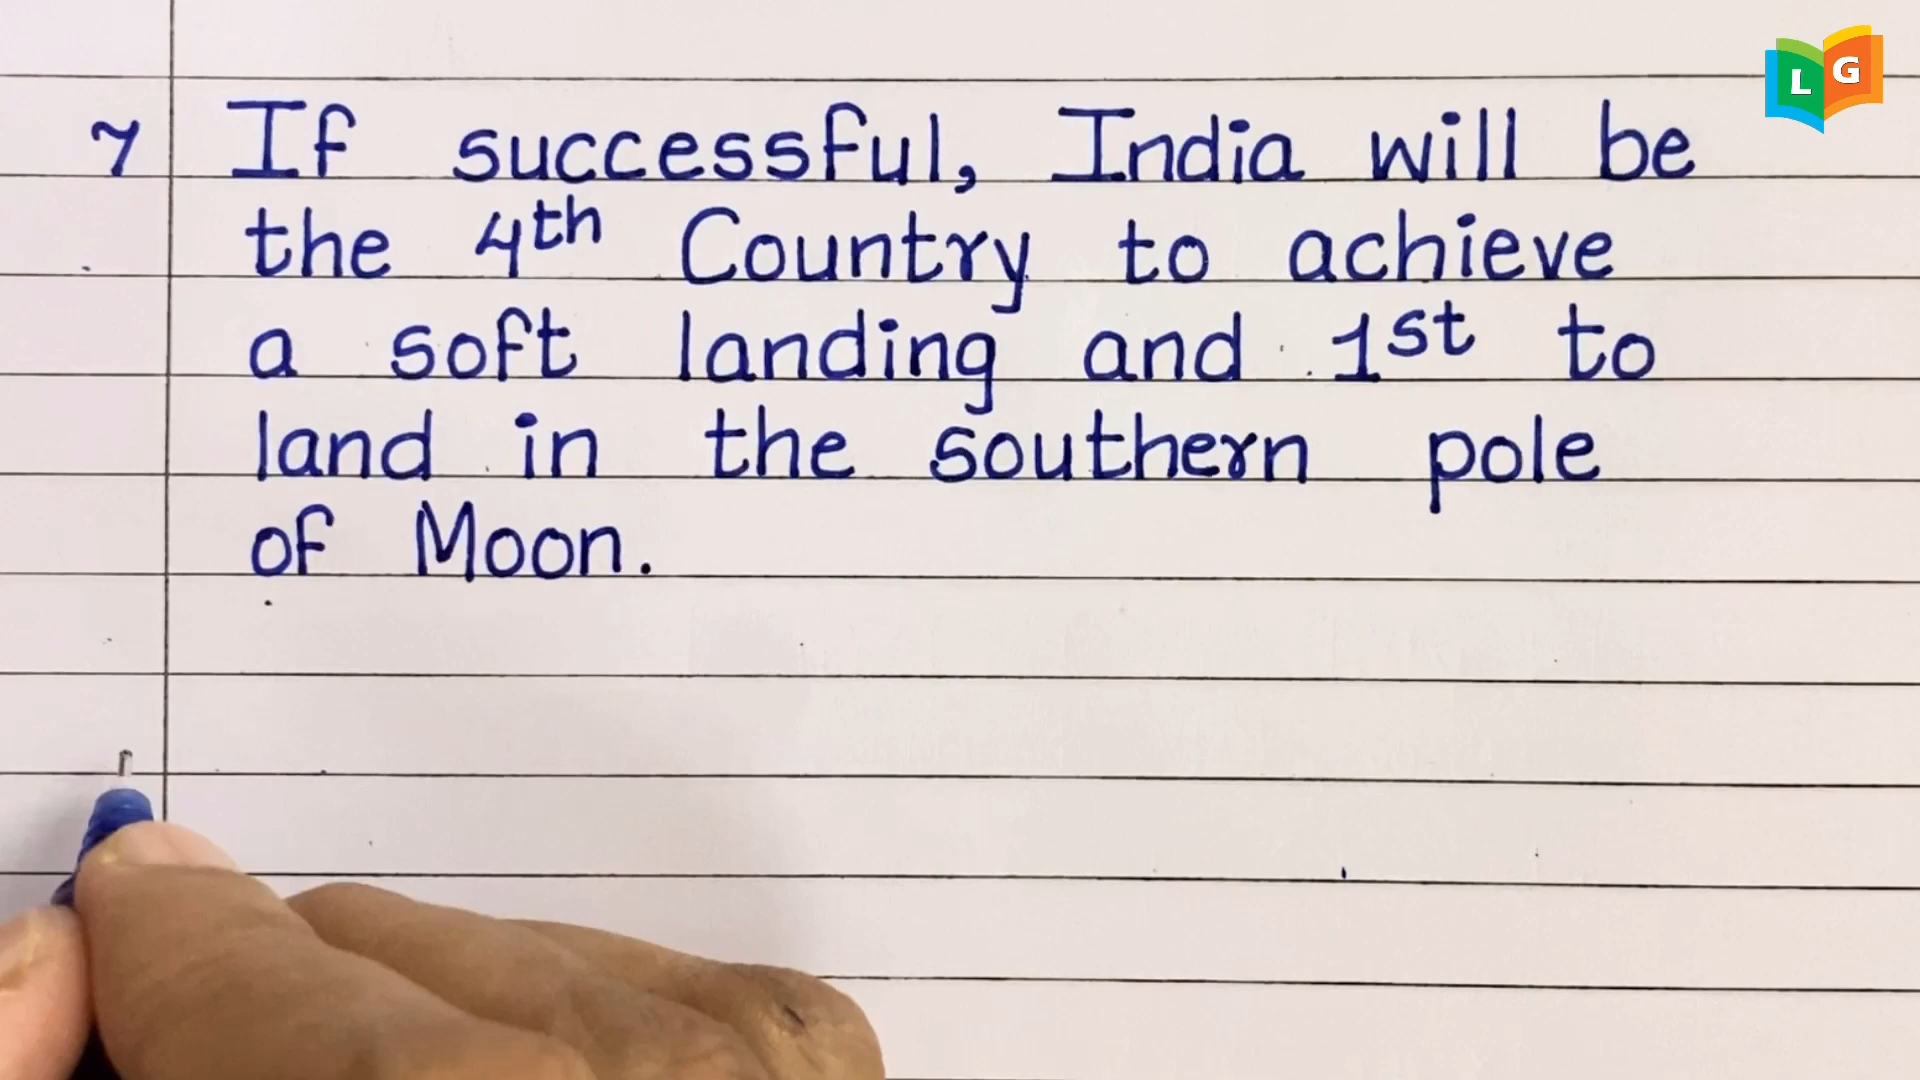 L G
7 If successful, India will be
the 4th Country to achieve
a soft landing and 1st to
land in the southern pole
of Moon.